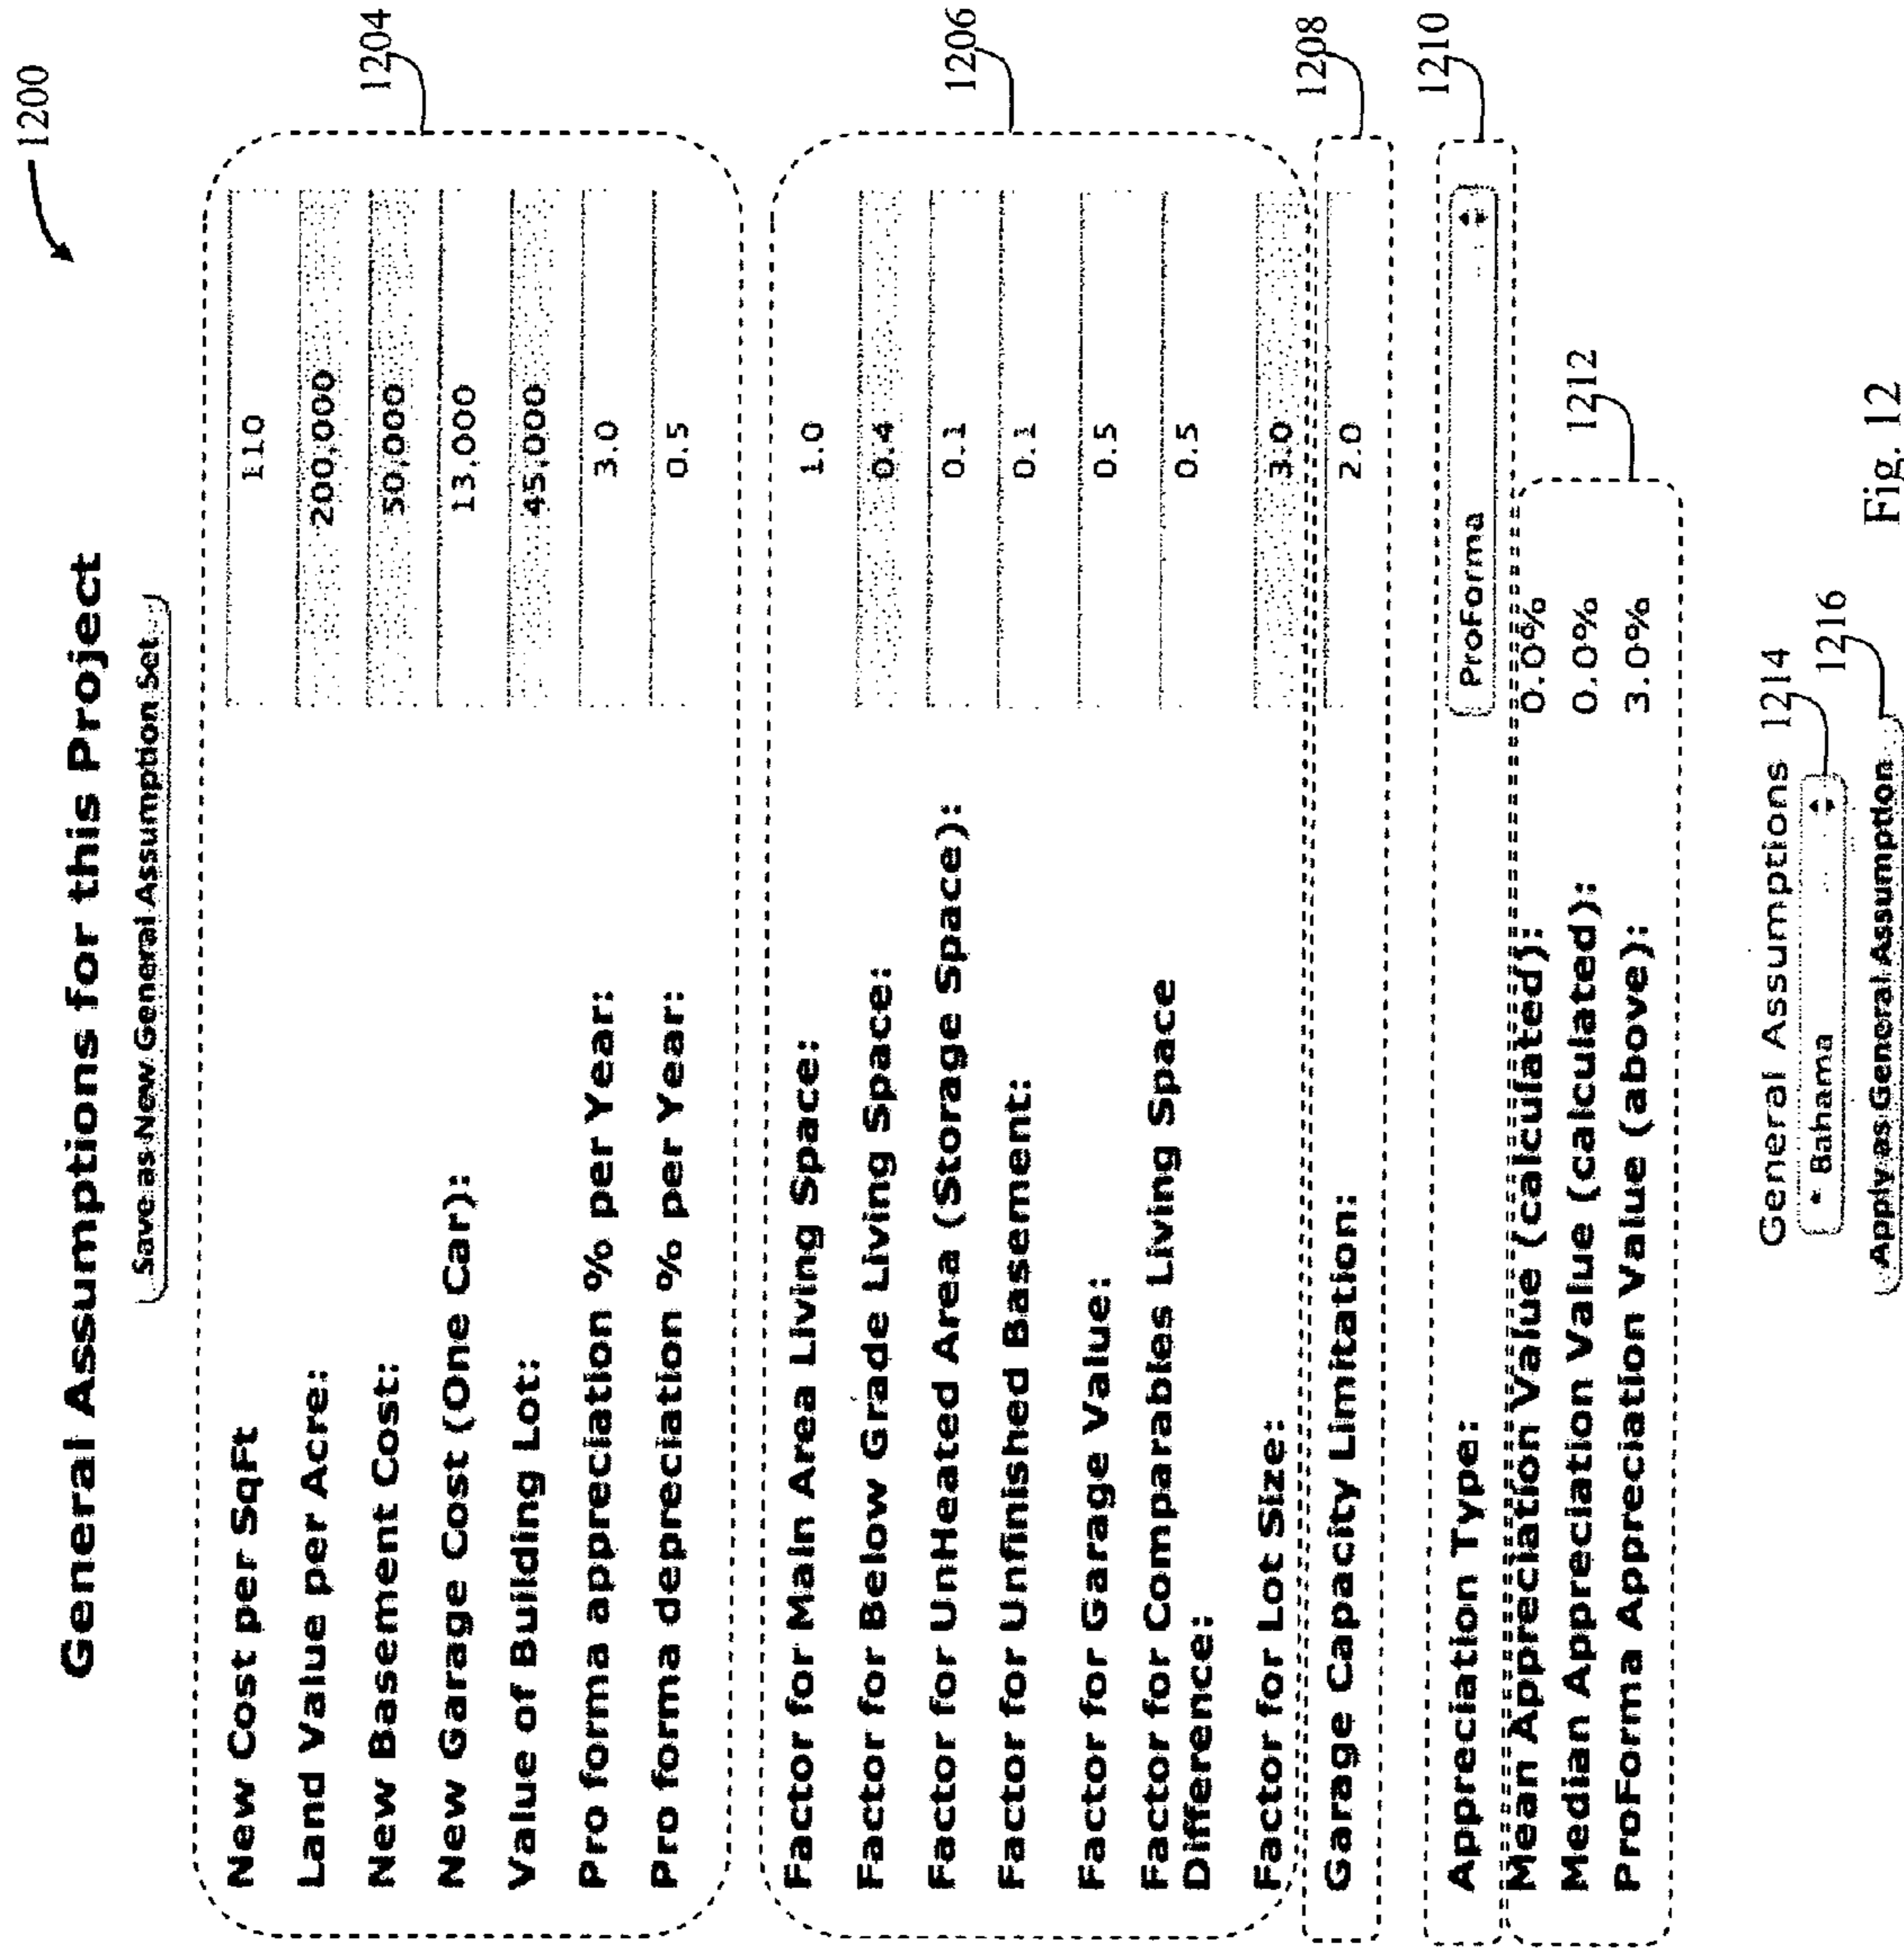 1200
General Assumptions for this Project
Save as New General Assumption Set
New Cost per SqFt 110
Land Value per Acre: 200,000
New Basement Cost: 50,000
New Garage Cost (One Car): 13,000
Value of Building Lot: 45,000
Pro forma appreciation % per Year: 3.0
Pro forma depreciation % per Year: 0.5
1204
Factor for Main Area Living Space: 1.0
Factor for Below Grade Living Space: 0.4
Factor for UnHeated Area (Storage Space): 0.1
Factor for Unfinished Basement: 0.1
Factor for Garage Value: 0.5
Factor for Comparables Living Space 0.5
Difference:
Factor for Lot Size: 3.0
1206
Garage Capacity Limitation: 2.0
1208
Appreciation Type: ProForma
1210
Mean Appreciation Value (calculated): 0.0%
Median Appreciation Value (calculated): 0.0%
ProForma Appreciation Value (above): 3.0%
1212
General Assumptions 1214
* Bahama
1216
Apply as General Assumption
Fig. 12